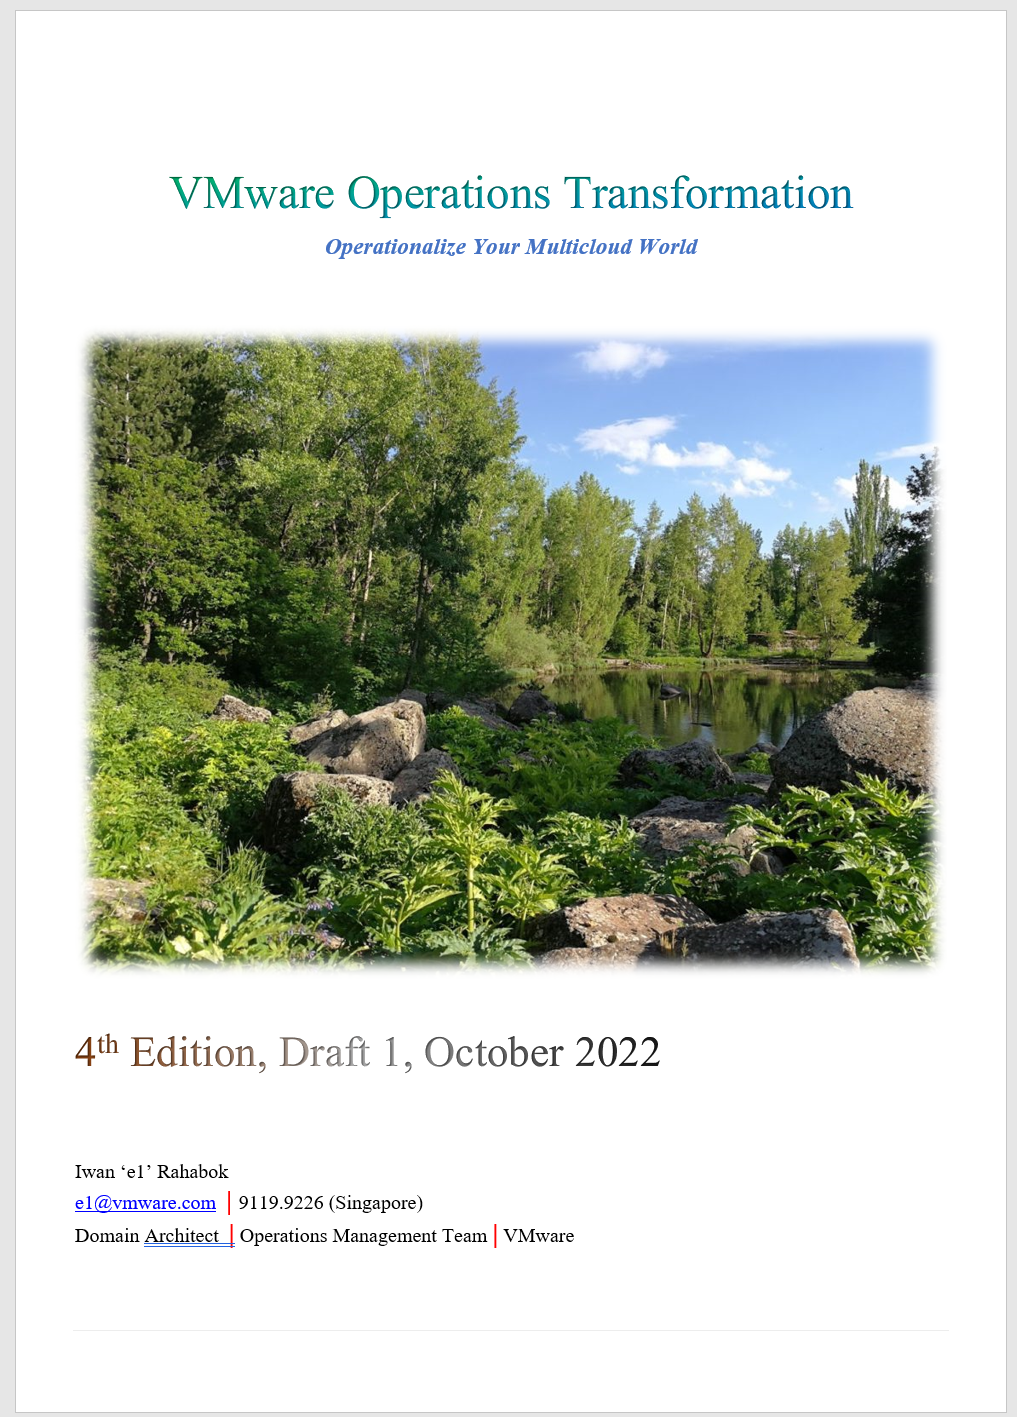 VMware Operations Transformation
Operationalize Your Multicloud World
4th Edition, Draft 1, October 2022
Iwan ‘e1’ Rahabok
e1@vmware.com | 9119.9226 (Singapore)
Domain Architect | Operations Management Team | VMware